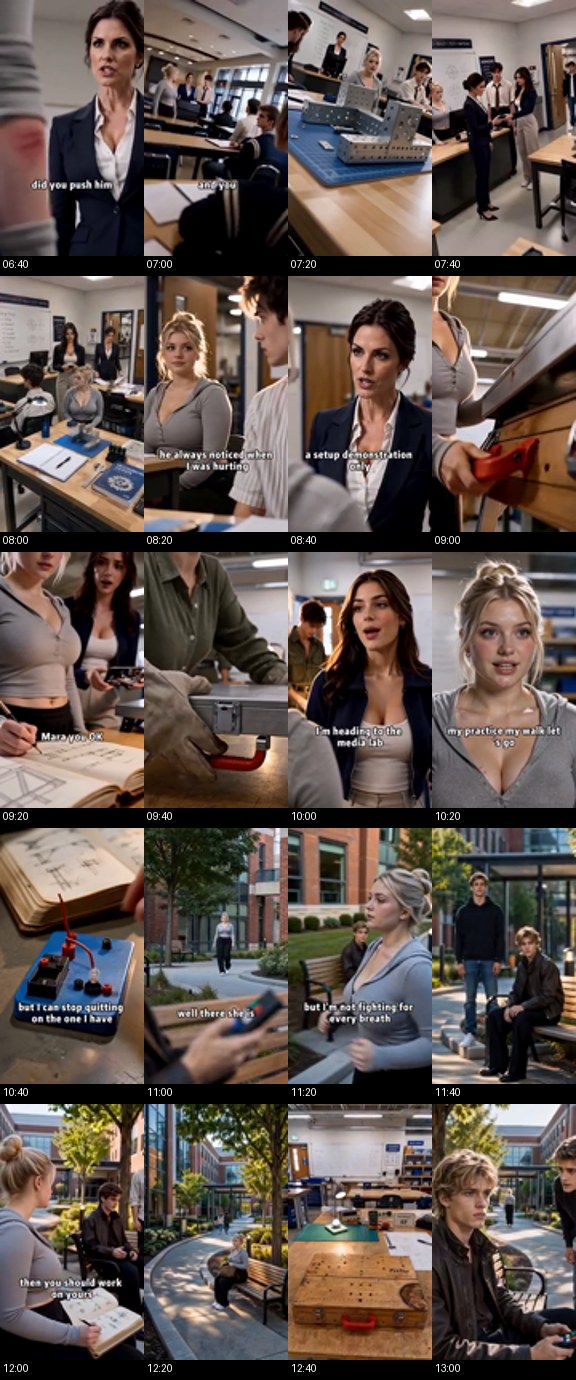 did you push him
and you
06:40
07:00
07:20
07:40
he always noticed when
I was hurting
a setup demonstration
only
08:00
08:20
08:40
09:00
Mara you OK
I'm heading to the
media lab
my practice my walk let
's go
09:20
09:40
10:00
10:20
but I can stop quitting
on the one I have
well there she is
but I'm not fighting for
every breath
10:40
11:00
11:20
11:40
then you should work
on yours
12:00
12:20
12:40
13:00